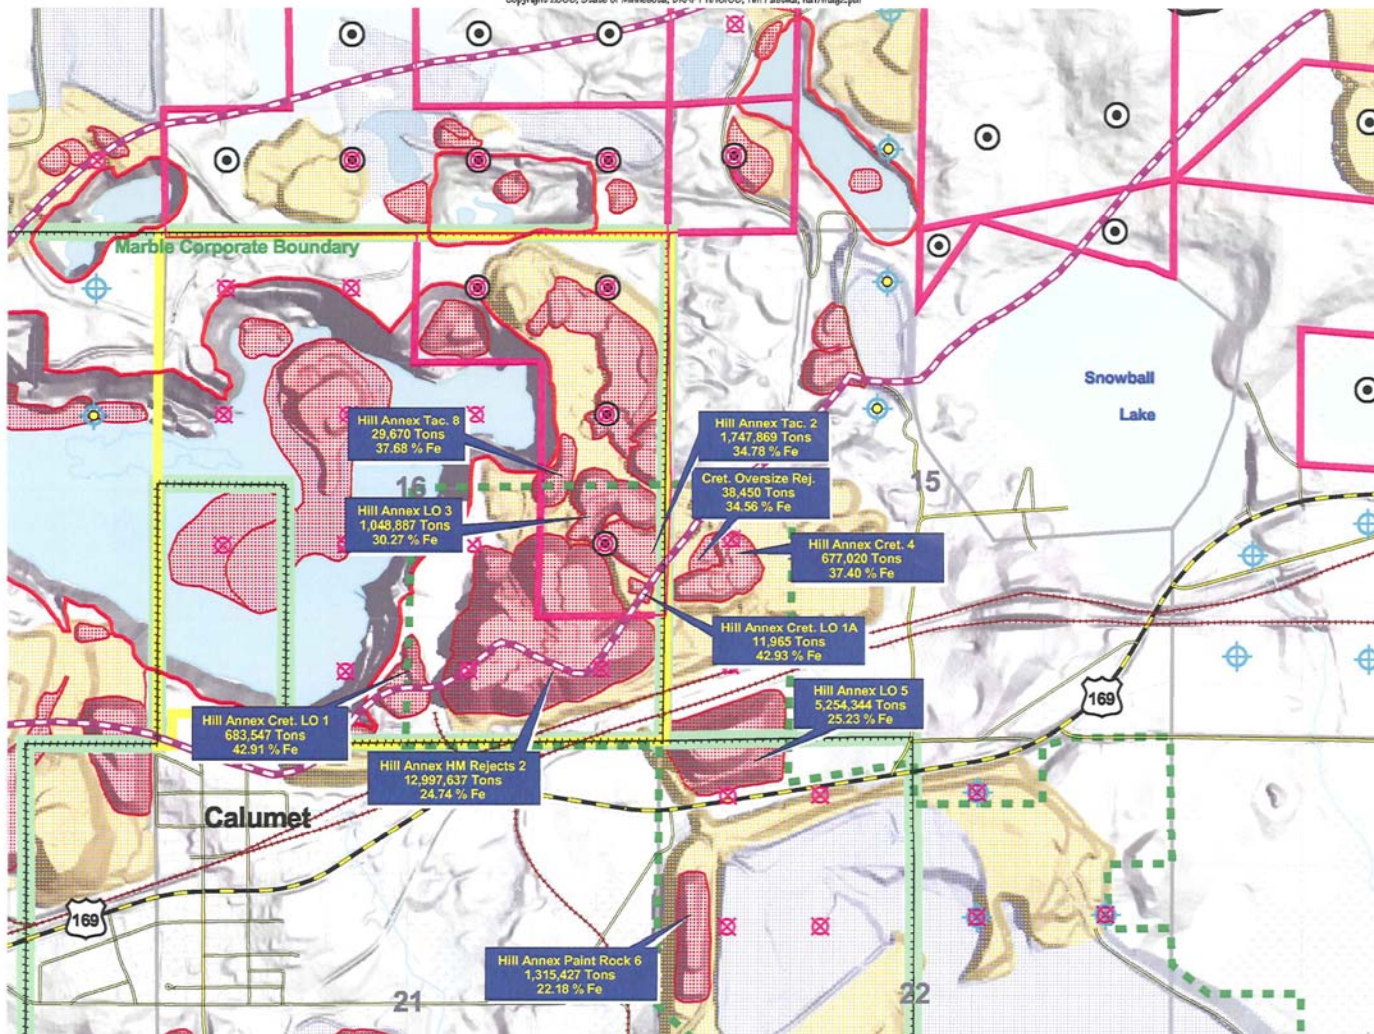 Marble Corporate Boundary
Snowball
Lake
Hill Annex Tac. 8
29,670 Tons
37.68 % Fe
Hill Annex Tac. 2
1,747,869 Tons
34.78 % Fe
16
15
Cret. Oversize Rej.
38,450 Tons
34.56 % Fe
Hill Annex LO 3
1,048,887 Tons
30.27 % Fe
Hill Annex Cret. 4
677,020 Tons
37.40 % Fe
Hill Annex Cret. LO 1A
11,965 Tons
42.93 % Fe
Hill Annex LO 5
5,254,344 Tons
25.23 % Fe
169
Hill Annex Cret. LO 1
683,547 Tons
42.91 % Fe
Hill Annex HM Rejects 2
12,997,637 Tons
24.74 % Fe
Calumet
169
Hill Annex Paint Rock 6
1,315,427 Tons
22.18 % Fe
21
22